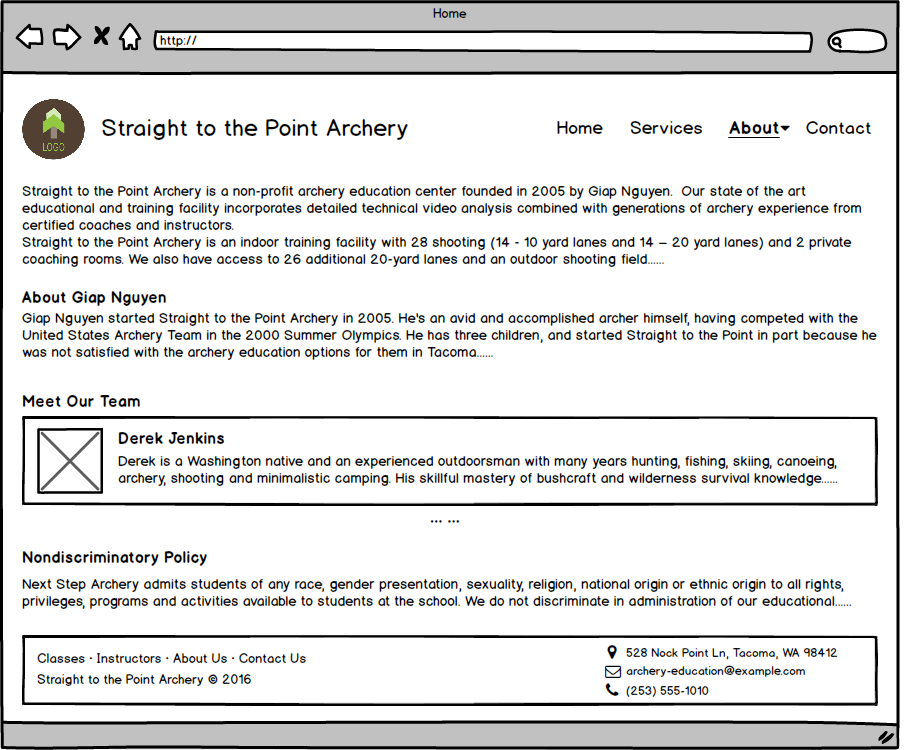 Home
http://
LOGO
Straight to the Point Archery
Home Services About Contact
Straight to the Point Archery is a non-profit archery education center founded in 2005 by Giap Nguyen. Our state of the art
educational and training facility incorporates detailed technical video analysis combined with generations of archery experience from
certified coaches and instructors.
Straight to the Point Archery is an indoor training facility with 28 shooting (14 - 10 yard lanes and 14 – 20 yard lanes) and 2 private
coaching rooms. We also have access to 26 additional 20-yard lanes and an outdoor shooting field......
About Giap Nguyen
Giap Nguyen started Straight to the Point Archery in 2005. He's an avid and accomplished archer himself, having competed with the
United States Archery Team in the 2000 Summer Olympics. He has three children, and started Straight to the Point in part because he
was not satisfied with the archery education options for them in Tacoma......
Meet Our Team
Derek Jenkins
Derek is a Washington native and an experienced outdoorsman with many years hunting, fishing, skiing, canoeing,
archery, shooting and minimalistic camping. His skillful mastery of bushcraft and wilderness survival knowledge......
... ...
Nondiscriminatory Policy
Next Step Archery admits students of any race, gender presentation, sexuality, religion, national origin or ethnic origin to all rights,
privileges, programs and activities available to students at the school. We do not discriminate in administration of our educational......
Classes · Instructors · About Us · Contact Us
Straight to the Point Archery © 2016
528 Nock Point Ln, Tacoma, WA 98412
archery-education@example.com
(253) 555-1010